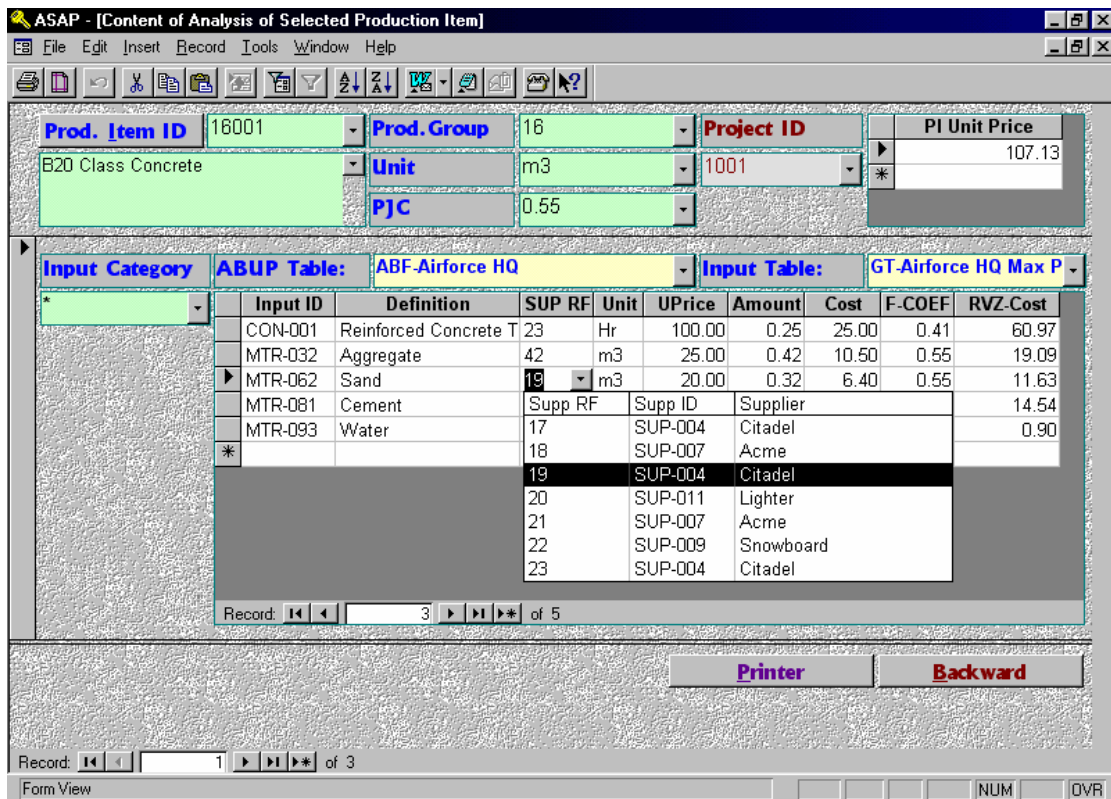 ASAP - [Content of Analysis of Selected Production Item]
File Edit Insert Record Tools Window Help
Prod. Item ID 16001 Prod. Group 16 Project ID PI Unit Price
B20 Class Concrete Unit m3 1001 107.13
PJC 0.55
Input Category ABUP Table: ABF-Airforce HQ Input Table: GT-Airforce HQ Max P
* Input ID Definition SUP RF Unit UPrice Amount Cost F-COEF RVZ-Cost
CON-001 Reinforced Concrete T 23 Hr 100.00 0.25 25.00 0.41 60.97
MTR-032 Aggregate 42 m3 25.00 0.42 10.50 0.55 19.09
MTR-062 Sand 19 m3 20.00 0.32 6.40 0.55 11.63
MTR-081 Cement Supp RF Supp ID Supplier 14.54
MTR-093 Water 17 SUP-004 Citadel 0.90
18 SUP-007 Acme
19 SUP-004 Citadel
20 SUP-011 Lighter
21 SUP-007 Acme
22 SUP-009 Snowboard
23 SUP-004 Citadel
Record: 3 of 5
Printer Backward
Record: 1 of 3
Form View NUM OVR